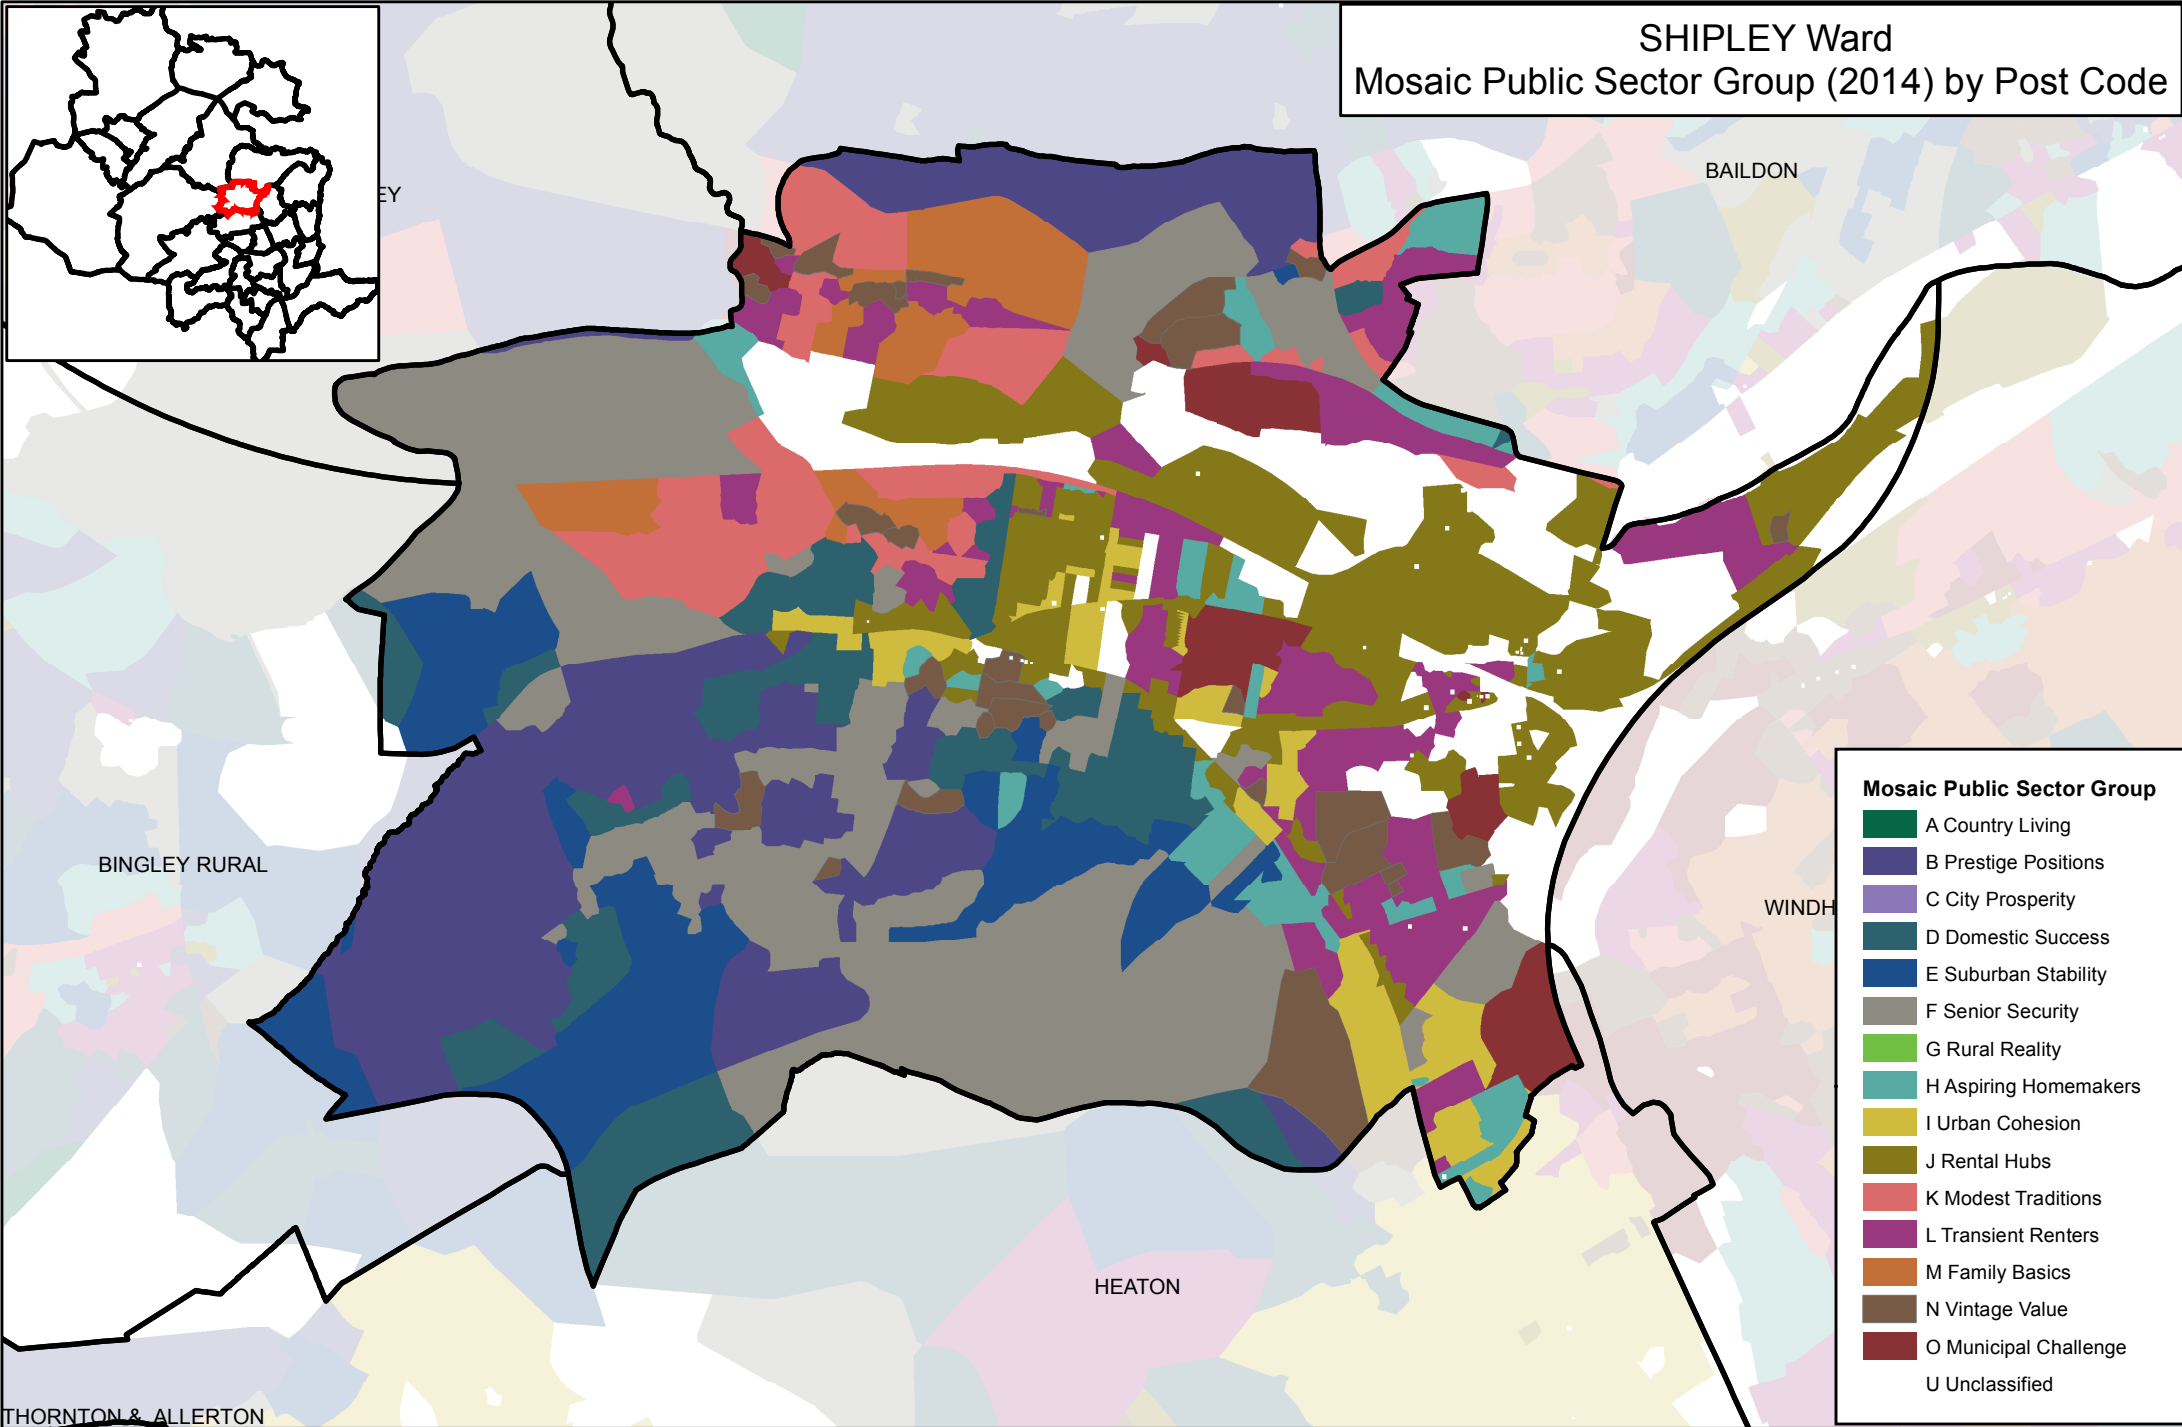 SHIPLEY Ward
Mosaic Public Sector Group (2014) by Post Code
BAILDON
EY
BINGLEY RURAL
WINDH
HEATON
THORNTON & ALLERTON
Mosaic Public Sector Group
A Country Living
B Prestige Positions
C City Prosperity
D Domestic Success
E Suburban Stability
F Senior Security
G Rural Reality
H Aspiring Homemakers
I Urban Cohesion
J Rental Hubs
K Modest Traditions
L Transient Renters
M Family Basics
N Vintage Value
O Municipal Challenge
U Unclassified